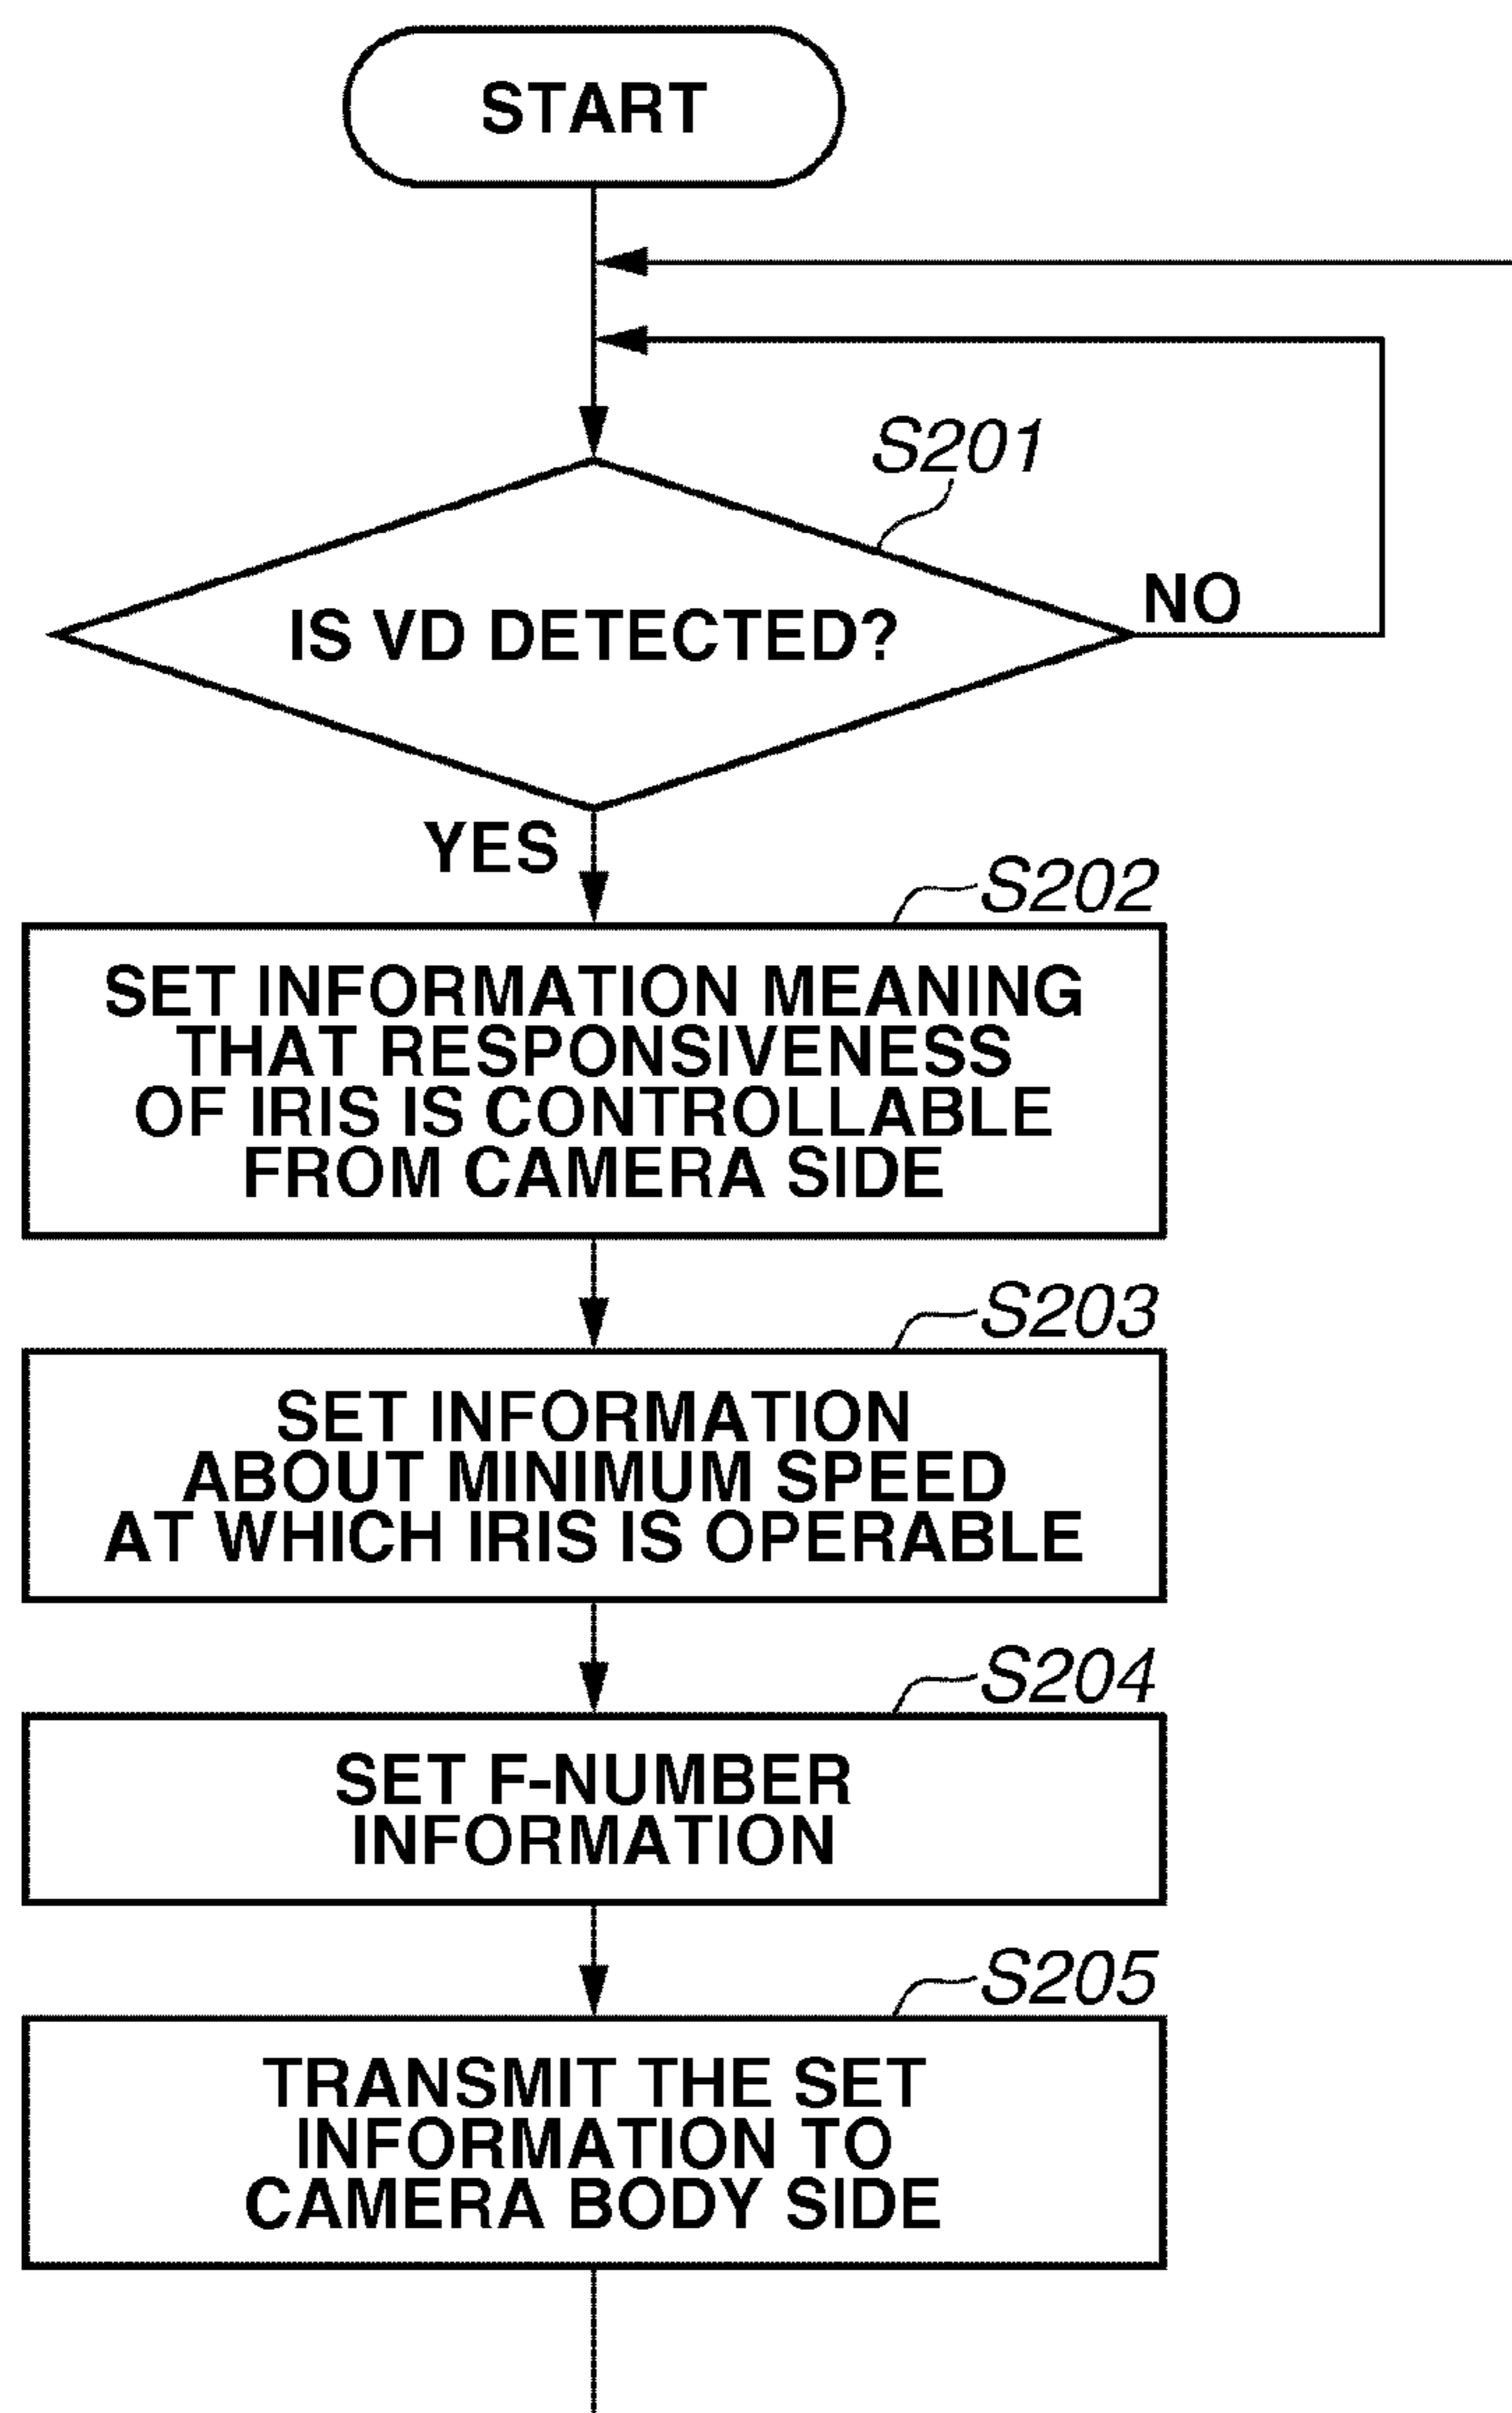 START
S201
IS VD DETECTED?
NO
YES
S202
SET INFORMATION MEANING
THAT RESPONSIVENESS
OF IRIS IS CONTROLLABLE
FROM CAMERA SIDE
S203
SET INFORMATION
ABOUT MINIMUM SPEED
AT WHICH IRIS IS OPERABLE
S204
SET F-NUMBER
INFORMATION
S205
TRANSMIT THE SET
INFORMATION TO
CAMERA BODY SIDE